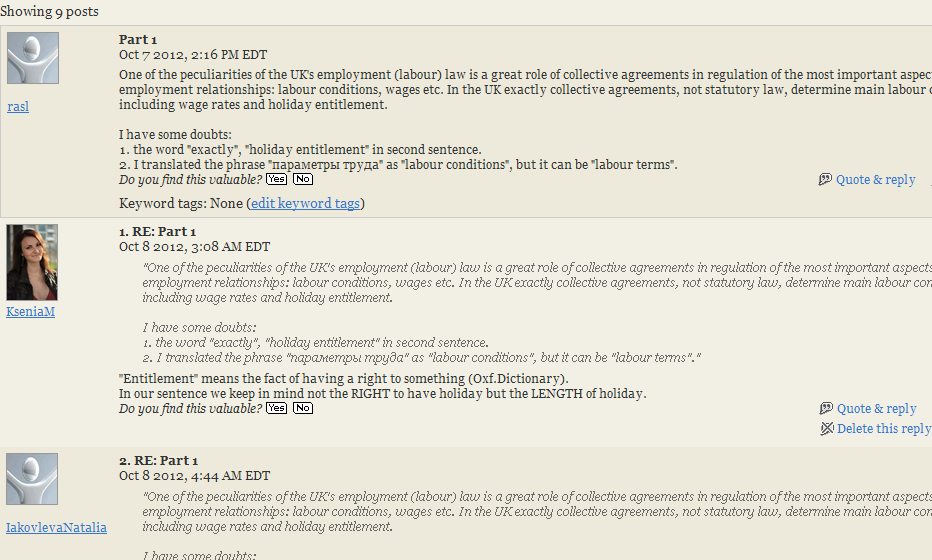 Showing 9 posts
Part 1
Oct 7 2012, 2:16 PM EDT
One of the peculiarities of the UK's employment (labour) law is a great role of collective agreements in regulation of the most important
employment relationships: labour conditions, wages etc. In the UK exactly collective agreements, not statutory law, determine main labour
including wage rates and holiday entitlement.
rasl
I have some doubts:
1. the word "exactly", "holiday entitlement" in second sentence.
2. I translated the phrase "параметры труда" as "labour conditions", but it can be "labour terms".
Do you find this valuable? Yes No
Quote & reply
Keyword tags: None (edit keyword tags)
1. RE: Part 1
Oct 8 2012, 3:08 AM EDT
"One of the peculiarities of the UK's employment (labour) law is a great role of collective agreements in regulation of the most important aspects
employment relationships: labour conditions, wages etc. In the UK exactly collective agreements, not statutory law, determine main labour
including wage rates and holiday entitlement.
KseniaM
I have some doubts:
1. the word "exactly", "holiday entitlement" in second sentence.
2. I translated the phrase "параметры труда" as "labour conditions", but it can be "labour terms"."
"Entitlement" means the fact of having a right to something (Oxf.Dictionary).
In our sentence we keep in mind not the RIGHT to have holiday but the LENGTH of holiday.
Do you find this valuable? Yes No
Quote & reply
Delete this reply
2. RE: Part 1
Oct 8 2012, 4:44 AM EDT
"One of the peculiarities of the UK's employment (labour) law is a great role of collective agreements in regulation of the most important aspects
employment relationships: labour conditions, wages etc. In the UK exactly collective agreements, not statutory law, determine main labour
including wage rates and holiday entitlement.
IakovlevaNatalia
I have some doubts: